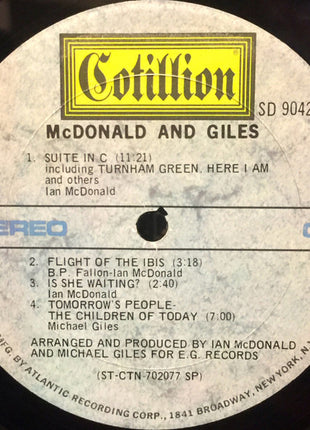 Cotillion
SD 9042
McDONALD AND GILES
1. SUITE IN C (11:21)
including TURNHAM GREEN, HERE I AM
and others
Ian McDonald
2. FLIGHT OF THE IBIS (3:18)
B.P. Fallon-Ian McDonald
3. IS SHE WAITING? (2:40)
Ian McDonald
4. TOMORROW'S PEOPLE-
THE CHILDREN OF TODAY (7:00)
Michael Giles
ARRANGED AND PRODUCED BY IAN McDONALD
AND MICHAEL GILES FOR E.G. RECORDS
(ST-CTN-702077 SP)
MFG. BY ATLANTIC RECORDING CORP., 1841 BROADWAY, NEW YORK, N.